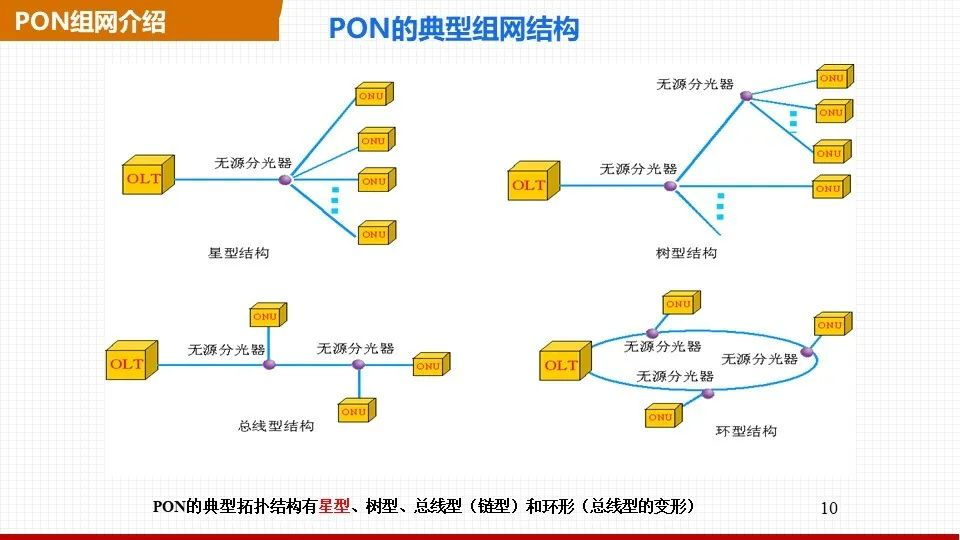 PON组网介绍
PON的典型组网结构
ONU
ONU
无源分光器
OLT
ONU
ONU
星型结构
无源分光器
ONU
ONU
ONU
无源分光器
OLT
ONU
树型结构
ONU
无源分光器
无源分光器
OLT
ONU
ONU
总线型结构
ONU
ONU
无源分光器
无源分光器
OLT
无源分光器
ONU
环型结构
PON的典型拓扑结构有星型、树型、总线型（链型）和环形（总线型的变形）
10